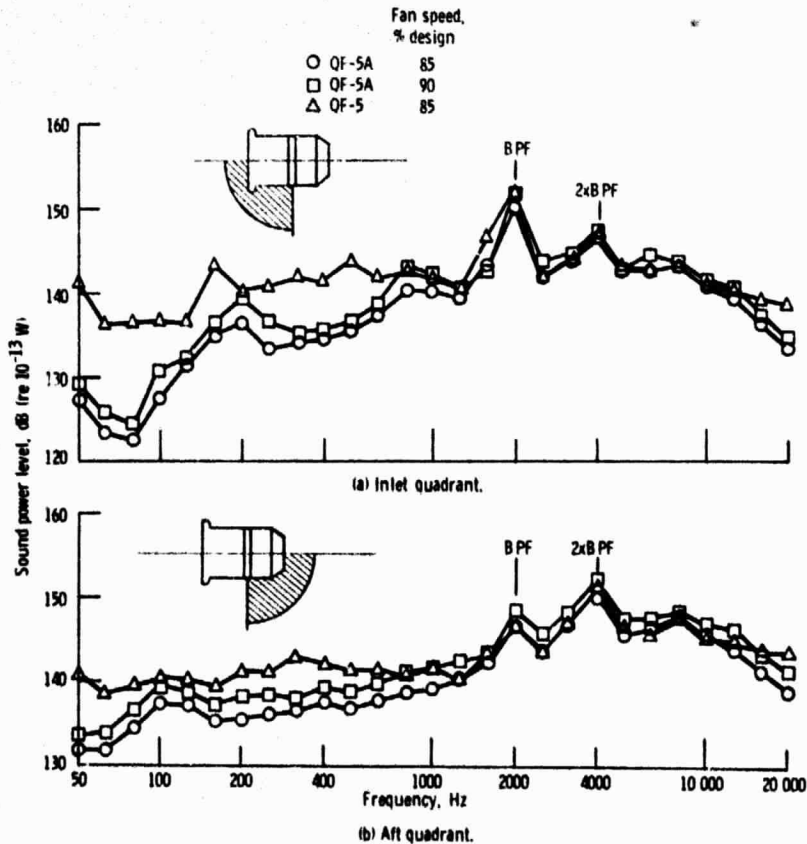 Fan speed,
% design
○ QF-5A 85
□ QF-5A 90
△ QF-5 85
Sound power level, dB (re 10⁻¹³ W)
160
150
140
130
120
BPF
2xBPF
(a) Inlet quadrant.
160
150
140
130
BPF
2xBPF
50 100 200 400 1000 2000 4000 10 000 20 000
Frequency, Hz
(b) Aft quadrant.